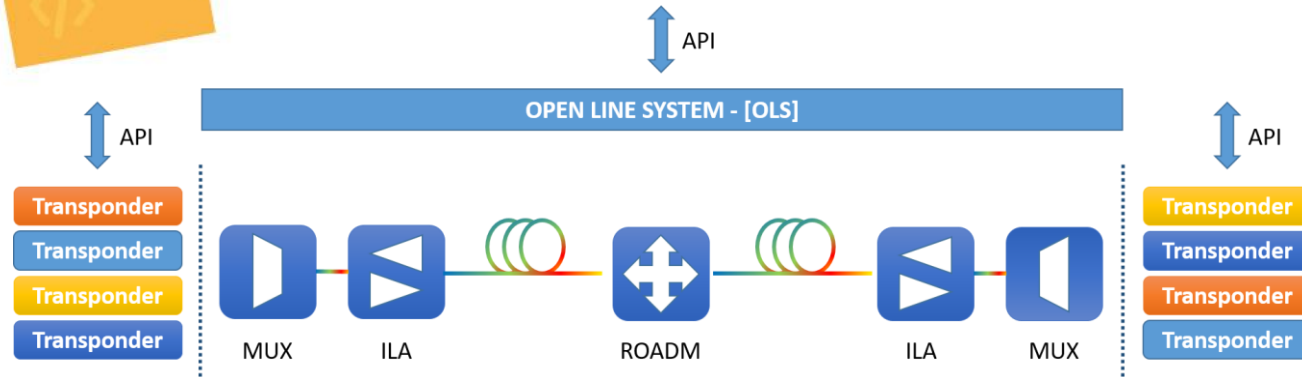 API
OPEN LINE SYSTEM - [OLS]
API
API
Transponder
Transponder
Transponder
Transponder
MUX
ILA
ROADM
ILA
MUX
Transponder
Transponder
Transponder
Transponder